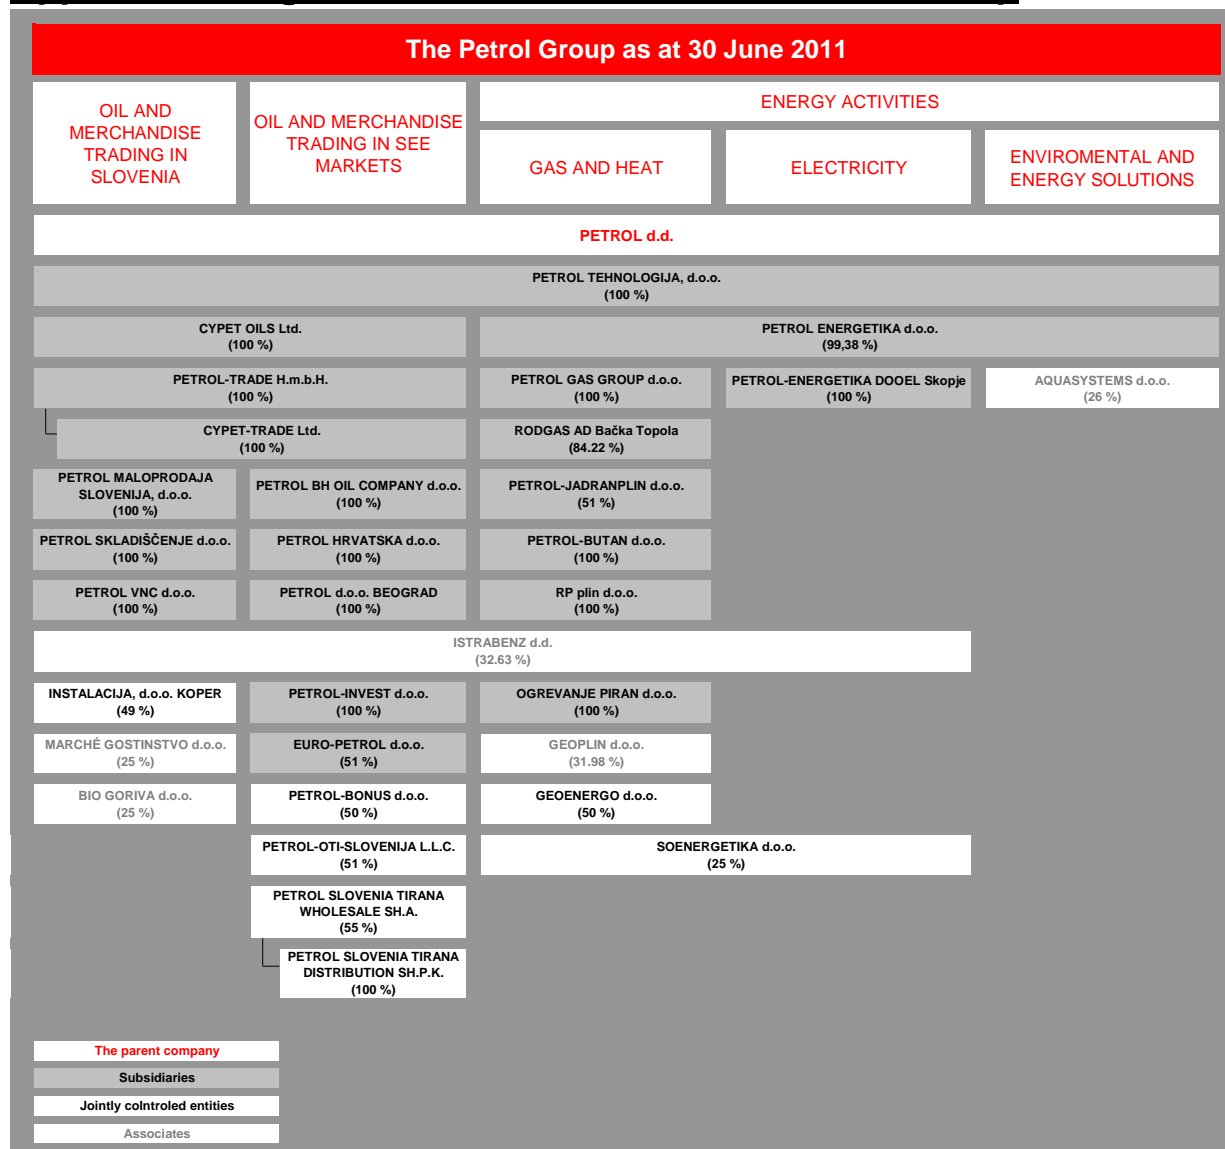 The Petrol Group as at 30 June 2011
OIL AND
MERCHANDISE
TRADING IN
SLOVENIA
OIL AND MERCHANDISE
TRADING IN SEE
MARKETS
ENERGY ACTIVITIES
GAS AND HEAT
ELECTRICITY
ENVIROMENTAL AND
ENERGY SOLUTIONS
PETROL d.d.
PETROL TEHNOLOGIJA, d.o.o.
(100 %)
CYPET OILS Ltd.
(100 %)
PETROL ENERGETIKA d.o.o.
(99,38 %)
PETROL-TRADE H.m.b.H.
(100 %)
PETROL GAS GROUP d.o.o.
(100 %)
PETROL-ENERGETIKA DOOEL Skopje
(100 %)
AQUASYSTEMS d.o.o.
(26 %)
CYPET-TRADE Ltd.
(100 %)
RODGAS AD Bačka Topola
(84.22 %)
PETROL MALOPRODAJA
SLOVENIJA, d.o.o.
(100 %)
PETROL BH OIL COMPANY d.o.o.
(100 %)
PETROL-JADRANPLIN d.o.o.
(51 %)
PETROL SKLADIŠČENJE d.o.o.
(100 %)
PETROL HRVATSKA d.o.o.
(100 %)
PETROL-BUTAN d.o.o.
(100 %)
PETROL VNC d.o.o.
(100 %)
PETROL d.o.o. BEOGRAD
(100 %)
RP plin d.o.o.
(100 %)
ISTRABENZ d.d.
(32.63 %)
INSTALACIJA, d.o.o. KOPER
(49 %)
PETROL-INVEST d.o.o.
(100 %)
OGREVANJE PIRAN d.o.o.
(100 %)
MARCHÉ GOSTINSTVO d.o.o.
(25 %)
EURO-PETROL d.o.o.
(51 %)
GEOPLIN d.o.o.
(31.98 %)
BIO GORIVA d.o.o.
(25 %)
PETROL-BONUS d.o.o.
(50 %)
GEOENERGO d.o.o.
(50 %)
PETROL-OTI-SLOVENIJA L.L.C.
(51 %)
SOENERGETIKA d.o.o.
(25 %)
PETROL SLOVENIA TIRANA
WHOLESALE SH.A.
(55 %)
PETROL SLOVENIA TIRANA
DISTRIBUTION SH.P.K.
(100 %)
The parent company
Subsidiaries
Jointly colntroled entities
Associates